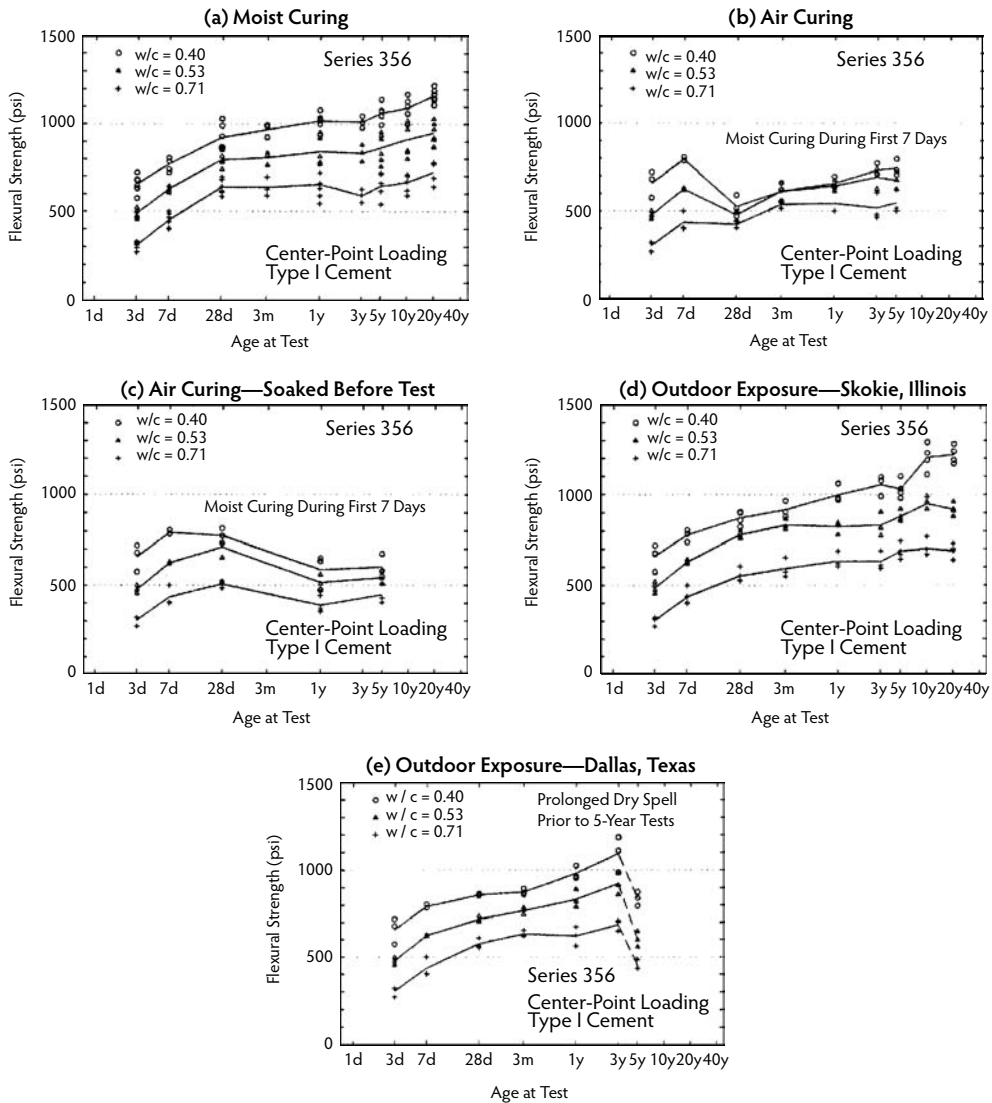 (a) Moist Curing
1500
1000
500
0
Flexural Strength (psi)
w/c = 0.40
w/c = 0.53
w/c = 0.71
Series 356
Center-Point Loading
Type I Cement
1d 3d 7d 28d 3m 1y 3y 5y 10y 20y 40y
Age at Test
(b) Air Curing
1500
1000
500
0
Flexural Strength (psi)
w/c = 0.40
w/c = 0.53
w/c = 0.71
Series 356
Moist Curing During First 7 Days
Center-Point Loading
Type I Cement
1d 3d 7d 28d 3m 1y 3y 5y 10y 20y 40y
Age at Test
(c) Air Curing—Soaked Before Test
1500
1000
500
0
Flexural Strength (psi)
w/c = 0.40
w/c = 0.53
w/c = 0.71
Series 356
Moist Curing During First 7 Days
Center-Point Loading
Type I Cement
1d 3d 7d 28d 3m 1y 3y 5y 10y 20y 40y
Age at Test
(d) Outdoor Exposure—Skokie, Illinois
1500
1000
500
0
Flexural Strength (psi)
w/c = 0.40
w/c = 0.53
w/c = 0.71
Series 356
Center-Point Loading
Type I Cement
1d 3d 7d 28d 3m 1y 3y 5y 10y 20y 40y
Age at Test
(e) Outdoor Exposure—Dallas, Texas
1500
1000
500
0
Flexural Strength (psi)
w / c = 0.40
w / c = 0.53
w / c = 0.71
Prolonged Dry Spell
Prior to 5-Year Tests
Series 356
Center-Point Loading
Type I Cement
1d 3d 7d 28d 3m 1y 3y 5y 10y 20y 40y
Age at Test